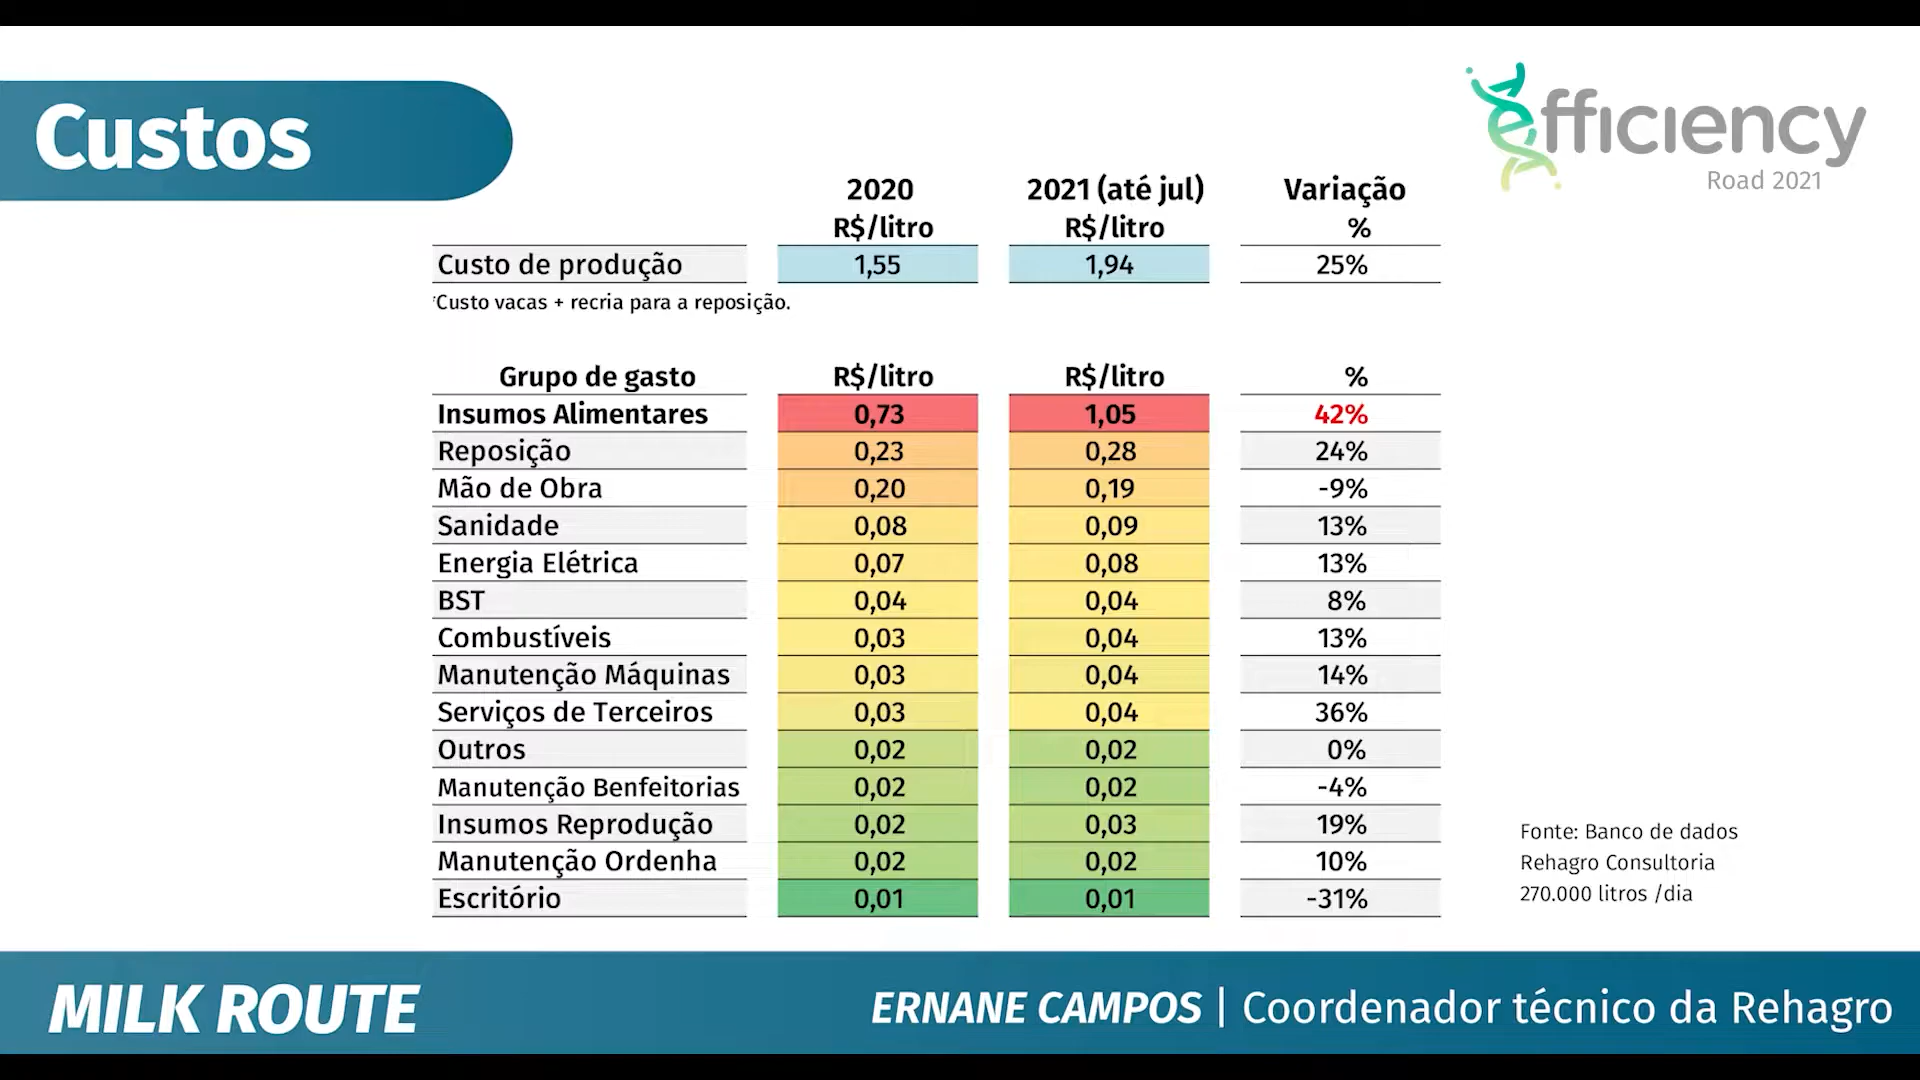 Custos
efficiency
Road 2021
2020 2021 (até jul) Variação
R$/litro R$/litro %
Custo de produção 1,55 1,94 25%
*Custo vacas + recria para a reposição.
Grupo de gasto R$/litro R$/litro %
Insumos Alimentares 0,73 1,05 42%
Reposição 0,23 0,28 24%
Mão de Obra 0,20 0,19 -9%
Sanidade 0,08 0,09 13%
Energia Elétrica 0,07 0,08 13%
BST 0,04 0,04 8%
Combustíveis 0,03 0,04 13%
Manutenção Máquinas 0,03 0,04 14%
Serviços de Terceiros 0,03 0,04 36%
Outros 0,02 0,02 0%
Manutenção Benfeitorias 0,02 0,02 -4%
Insumos Reprodução 0,02 0,03 19%
Manutenção Ordenha 0,02 0,02 10%
Escritório 0,01 0,01 -31%
Fonte: Banco de dados
Rehagro Consultoria
270.000 litros /dia
MILK ROUTE
ERNANE CAMPOS | Coordenador técnico da Rehagro